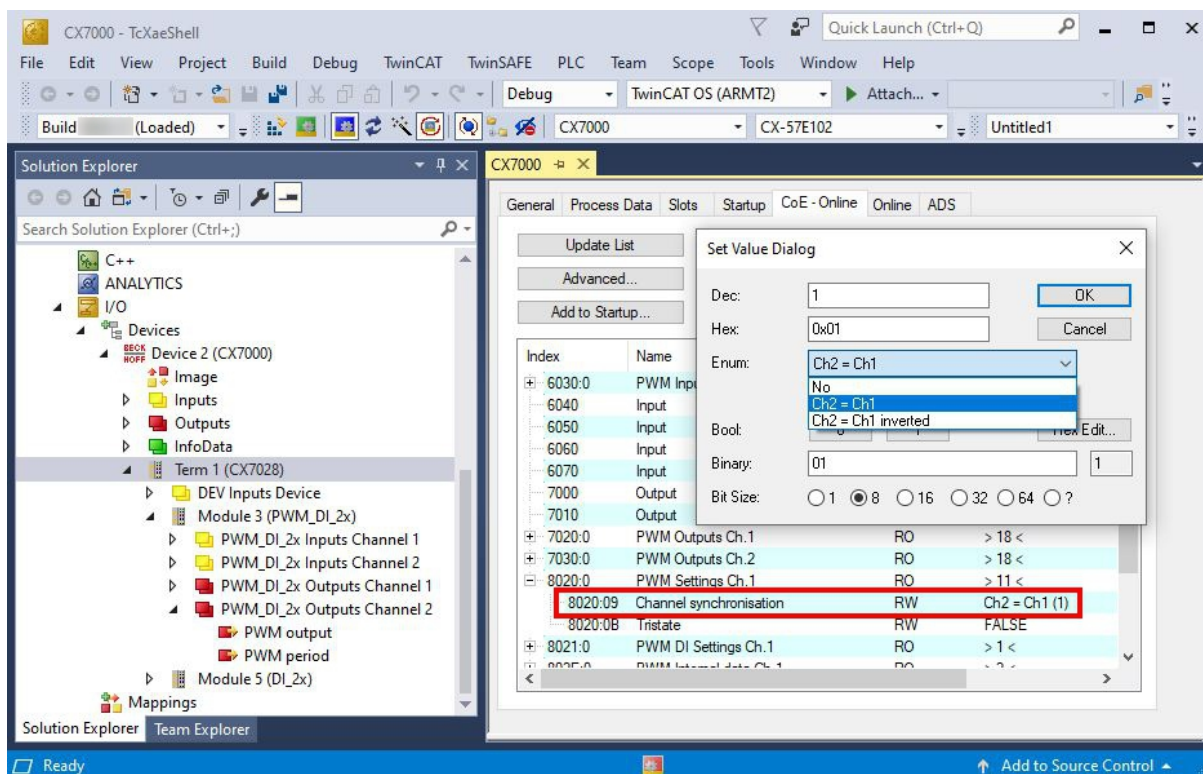 CX7000 - TcXaeShell
Quick Launch (Ctrl+Q)
File Edit View Project Build Debug TwinCAT TwinSAFE PLC Team Scope Tools Window Help
Debug TwinCAT OS (ARMT2) Attach...
Build (Loaded) CX7000 CX-57E102 Untitled1
Solution Explorer
Search Solution Explorer (Ctrl+;)
C++
ANALYTICS
I/O
Devices
BECKHOFF Device 2 (CX7000)
Image
Inputs
Outputs
InfoData
Term 1 (CX7028)
DEV Inputs Device
Module 3 (PWM_DI_2x)
PWM_DI_2x Inputs Channel 1
PWM_DI_2x Inputs Channel 2
PWM_DI_2x Outputs Channel 1
PWM_DI_2x Outputs Channel 2
PWM output
PWM period
Module 5 (DI_2x)
Mappings
Solution Explorer Team Explorer
CX7000
General Process Data Slots Startup CoE - Online Online ADS
Update List
Advanced...
Add to Startup...
Index Name
6030:0 PWM Inp
6040 Input
6050 Input
6060 Input
6070 Input
7000 Output
7010 Output
7020:0 PWM Outputs Ch.1 RO > 18 <
7030:0 PWM Outputs Ch.2 RO > 18 <
8020:0 PWM Settings Ch.1 RO > 11 <
8020:09 Channel synchronisation RW Ch2 = Ch1 (1)
8020:0B Tristate RW FALSE
8021:0 PWM DI Settings Ch.1 RO > 1 <
Set Value Dialog
Dec: 1 OK
Hex: 0x01 Cancel
Enum: Ch2 = Ch1
No
Ch2 = Ch1
Ch2 = Ch1 inverted
Bool: Hex Edit...
Binary: 01 1
Bit Size: 1 8 16 32 64 ?
Ready Add to Source Control